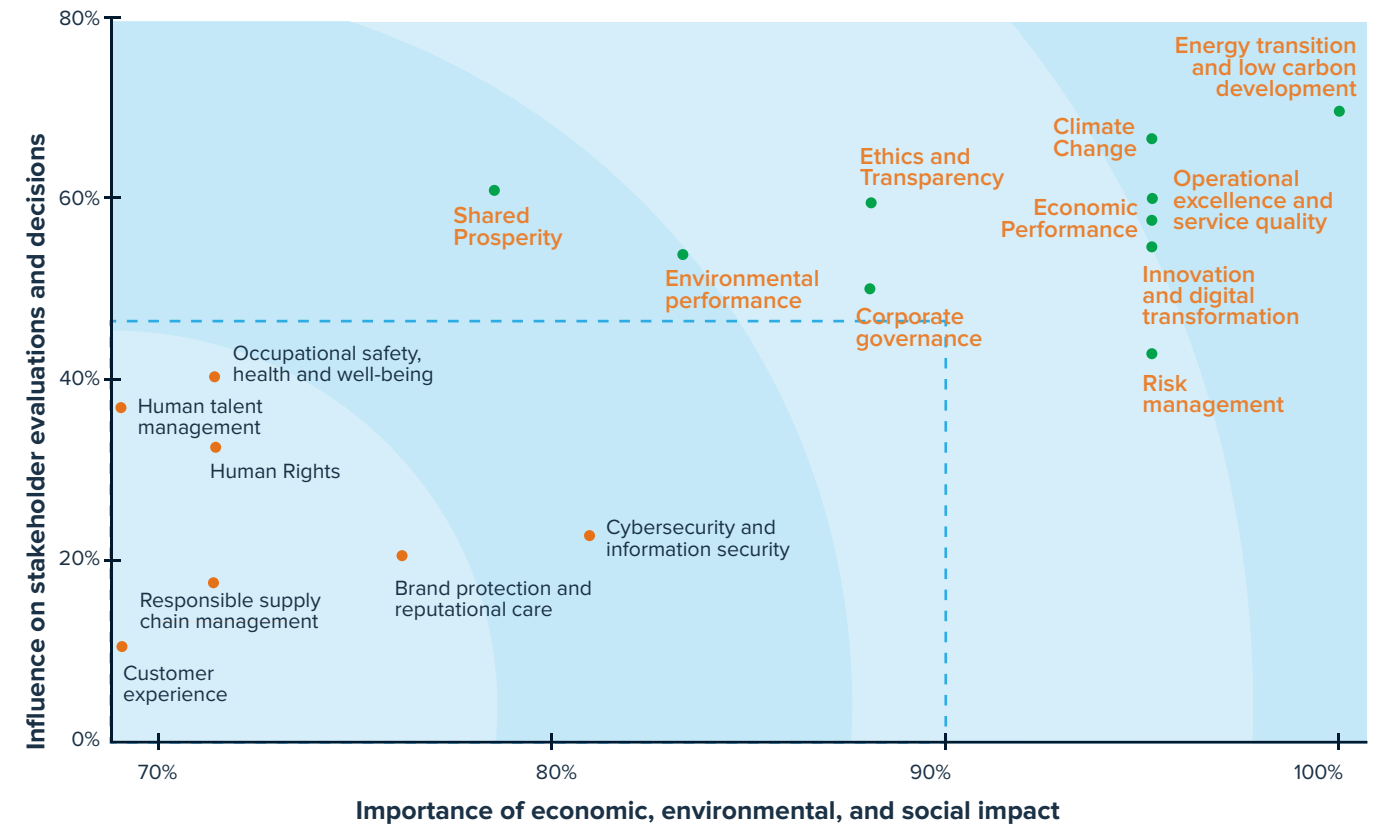 80%
Energy transition
and low carbon
development
Climate
Change
Ethics and
Transparency
Operational
excellence and
service quality
60%
Economic
Performance
Shared
Prosperity
Environmental
performance
Innovation
and digital
transformation
Corporate
governance
Occupational safety,
health and well-being
40%
Risk
management
Human talent
management
Human Rights
Cybersecurity and
information security
20%
Brand protection and
reputational care
Responsible supply
chain management
Customer
experience
0%
70%
80%
90%
100%
Influence on stakeholder evaluations and decisions
Importance of economic, environmental, and social impact